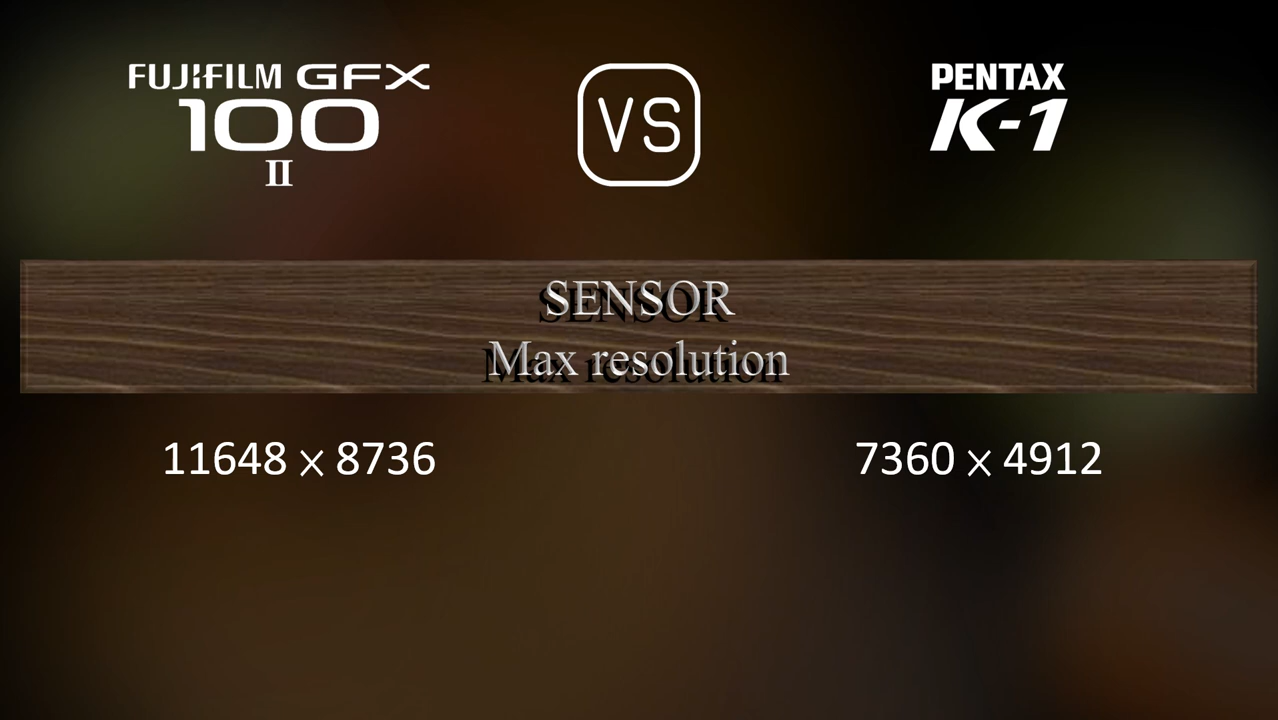 FUJIFILM GFX
100
II
VS
PENTAX
K-1
SENSOR
Max resolution
11648 x 8736
7360 x 4912